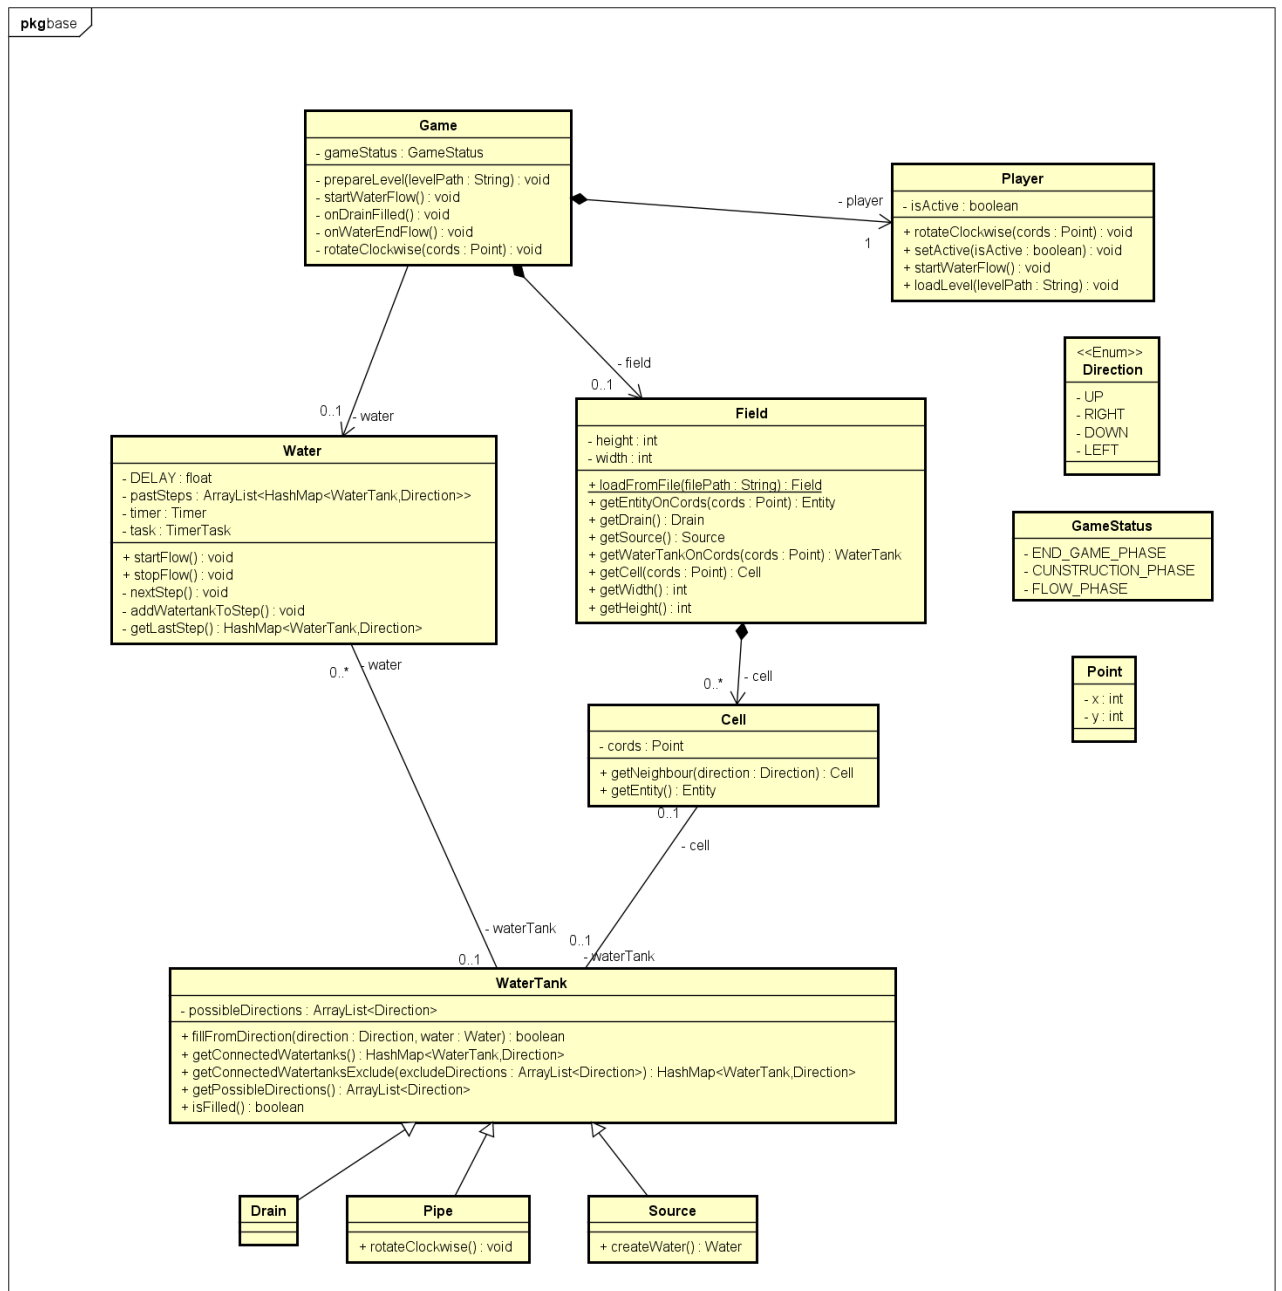 pkg base
Game
- gameStatus : GameStatus
- prepareLevel(levelPath : String) : void
- startWaterFlow() : void
- onDrainFilled() : void
- onWaterEndFlow() : void
- rotateClockwise(cords : Point) : void
- player
1
Player
- isActive : boolean
+ rotateClockwise(cords : Point) : void
+ setActive(isActive : boolean) : void
+ startWaterFlow() : void
+ loadLevel(levelPath : String) : void
- field
0..1
0..1
- water
<<Enum>>
Direction
- UP
- RIGHT
- DOWN
- LEFT
Water
- DELAY : float
- pastSteps : ArrayList<HashMap<WaterTank,Direction>>
- timer : Timer
- task : TimerTask
+ startFlow() : void
+ stopFlow() : void
- nextStep() : void
- addWatertankToStep() : void
- getLastStep() : HashMap<WaterTank,Direction>
Field
- height : int
- width : int
+ loadFromFile(filePath : String) : Field
+ getEntityOnCords(cords : Point) : Entity
+ getDrain() : Drain
+ getSource() : Source
+ getWaterTankOnCords(cords : Point) : WaterTank
+ getCell(cords : Point) : Cell
+ getWidth() : int
+ getHeight() : int
GameStatus
- END_GAME_PHASE
- CUNSTRUCTION_PHASE
- FLOW_PHASE
0..*
- water
0..*
- cell
Point
- x : int
- y : int
Cell
- cords : Point
+ getNeighbour(direction : Direction) : Cell
+ getEntity() : Entity
0..1
- cell
- waterTank
0..1
0..1
- waterTank
WaterTank
- possibleDirections : ArrayList<Direction>
+ fillFromDirection(direction : Direction, water : Water) : boolean
+ getConnectedWatertanks() : HashMap<WaterTank,Direction>
+ getConnectedWatertanksExclude(excludeDirections : ArrayList<Direction>) : HashMap<WaterTank,Direction>
+ getPossibleDirections() : ArrayList<Direction>
+ isFilled() : boolean
Drain
Pipe
+ rotateClockwise() : void
Source
+ createWater() : Water